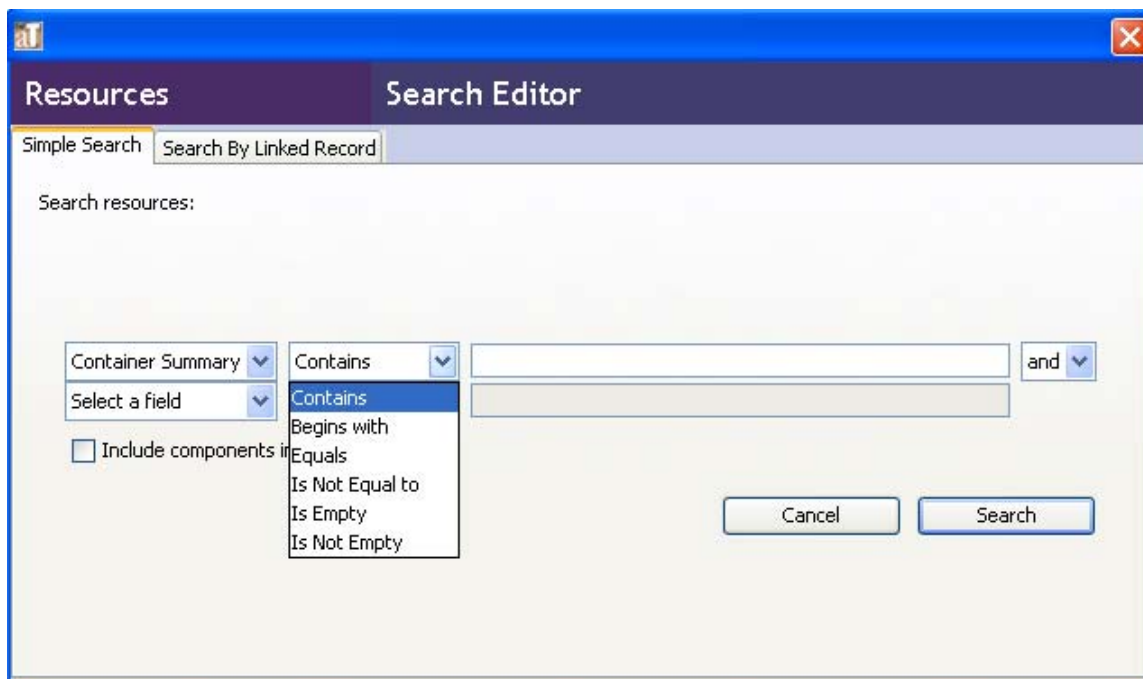 aT
Resources Search Editor
Simple Search Search By Linked Record
Search resources:
Container Summary Contains and
Select a field Contains
Begins with
Include components
Equals
Is Not Equal to
Is Empty
Is Not Empty
Cancel Search